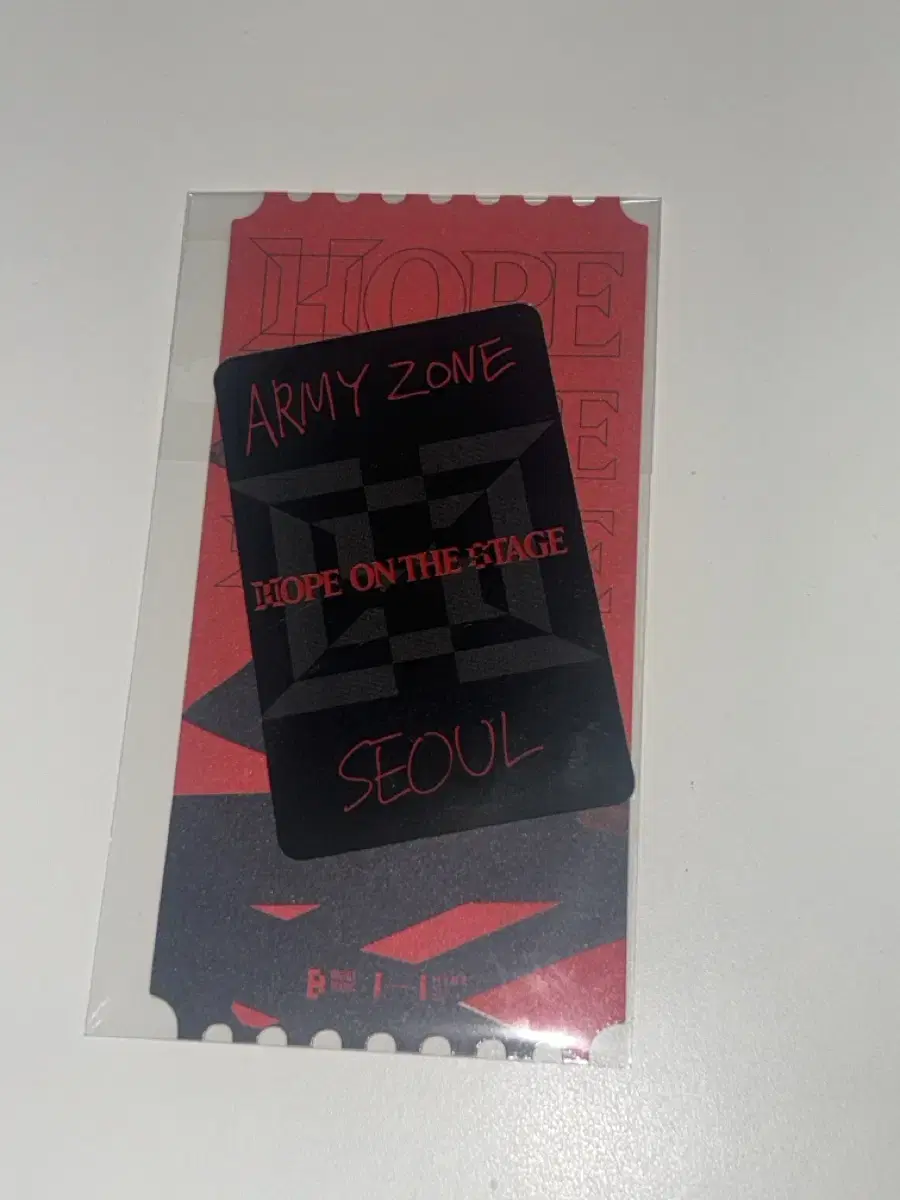 HOPE
E
ARMY ZONE
HOPE ON THE STAGE
SEOUL